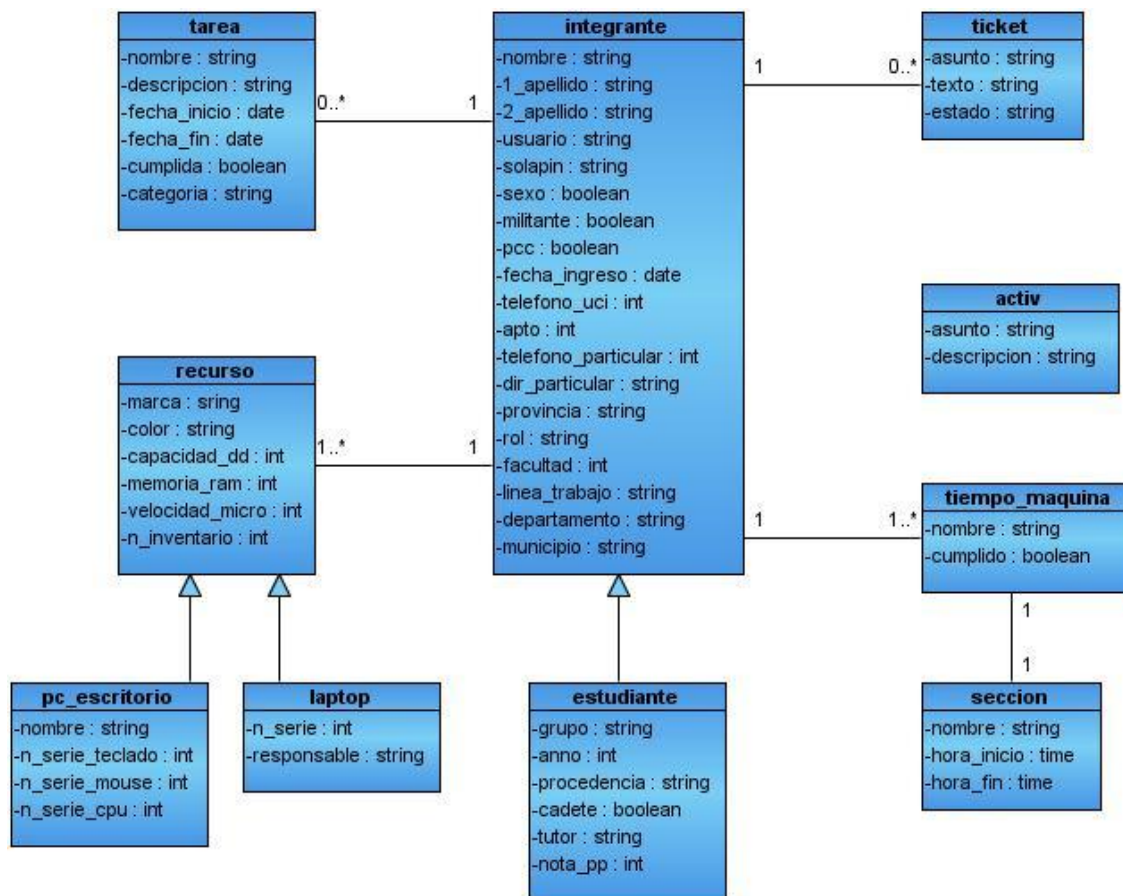 tarea
-nombre : string
-descripcion : string
-fecha_inicio : date
-fecha_fin : date
-cumplida : boolean
-categoria : string
0..*
1
integrante
-nombre : string
-1_apellido : string
-2_apellido : string
-usuario : string
-solapin : string
-sexo : boolean
-militante : boolean
-pcc : boolean
-fecha_ingreso : date
-telefono_uci : int
-apto : int
-telefono_particular : int
-dir_particular : string
-provincia : string
-rol : string
-facultad : int
-linea_trabajo : string
-departamento : string
-municipio : string
1
0..*
ticket
-asunto : string
-texto : string
-estado : string
activ
-asunto : string
-descripcion : string
recurso
-marca : sring
-color : string
-capacidad_dd : int
-memoria_ram : int
-velocidad_micro : int
-n_inventario : int
1..*
1
1
1..*
tiempo_maquina
-nombre : string
-cumplido : boolean
1
1
pc_escritorio
-nombre : string
-n_serie_teclado : int
-n_serie_mouse : int
-n_serie_cpu : int
laptop
-n_serie : int
-responsable : string
estudiante
-grupo : string
-anno : int
-procedencia : string
-cadete : boolean
-tutor : string
-nota_pp : int
seccion
-nombre : string
-hora_inicio : time
-hora_fin : time